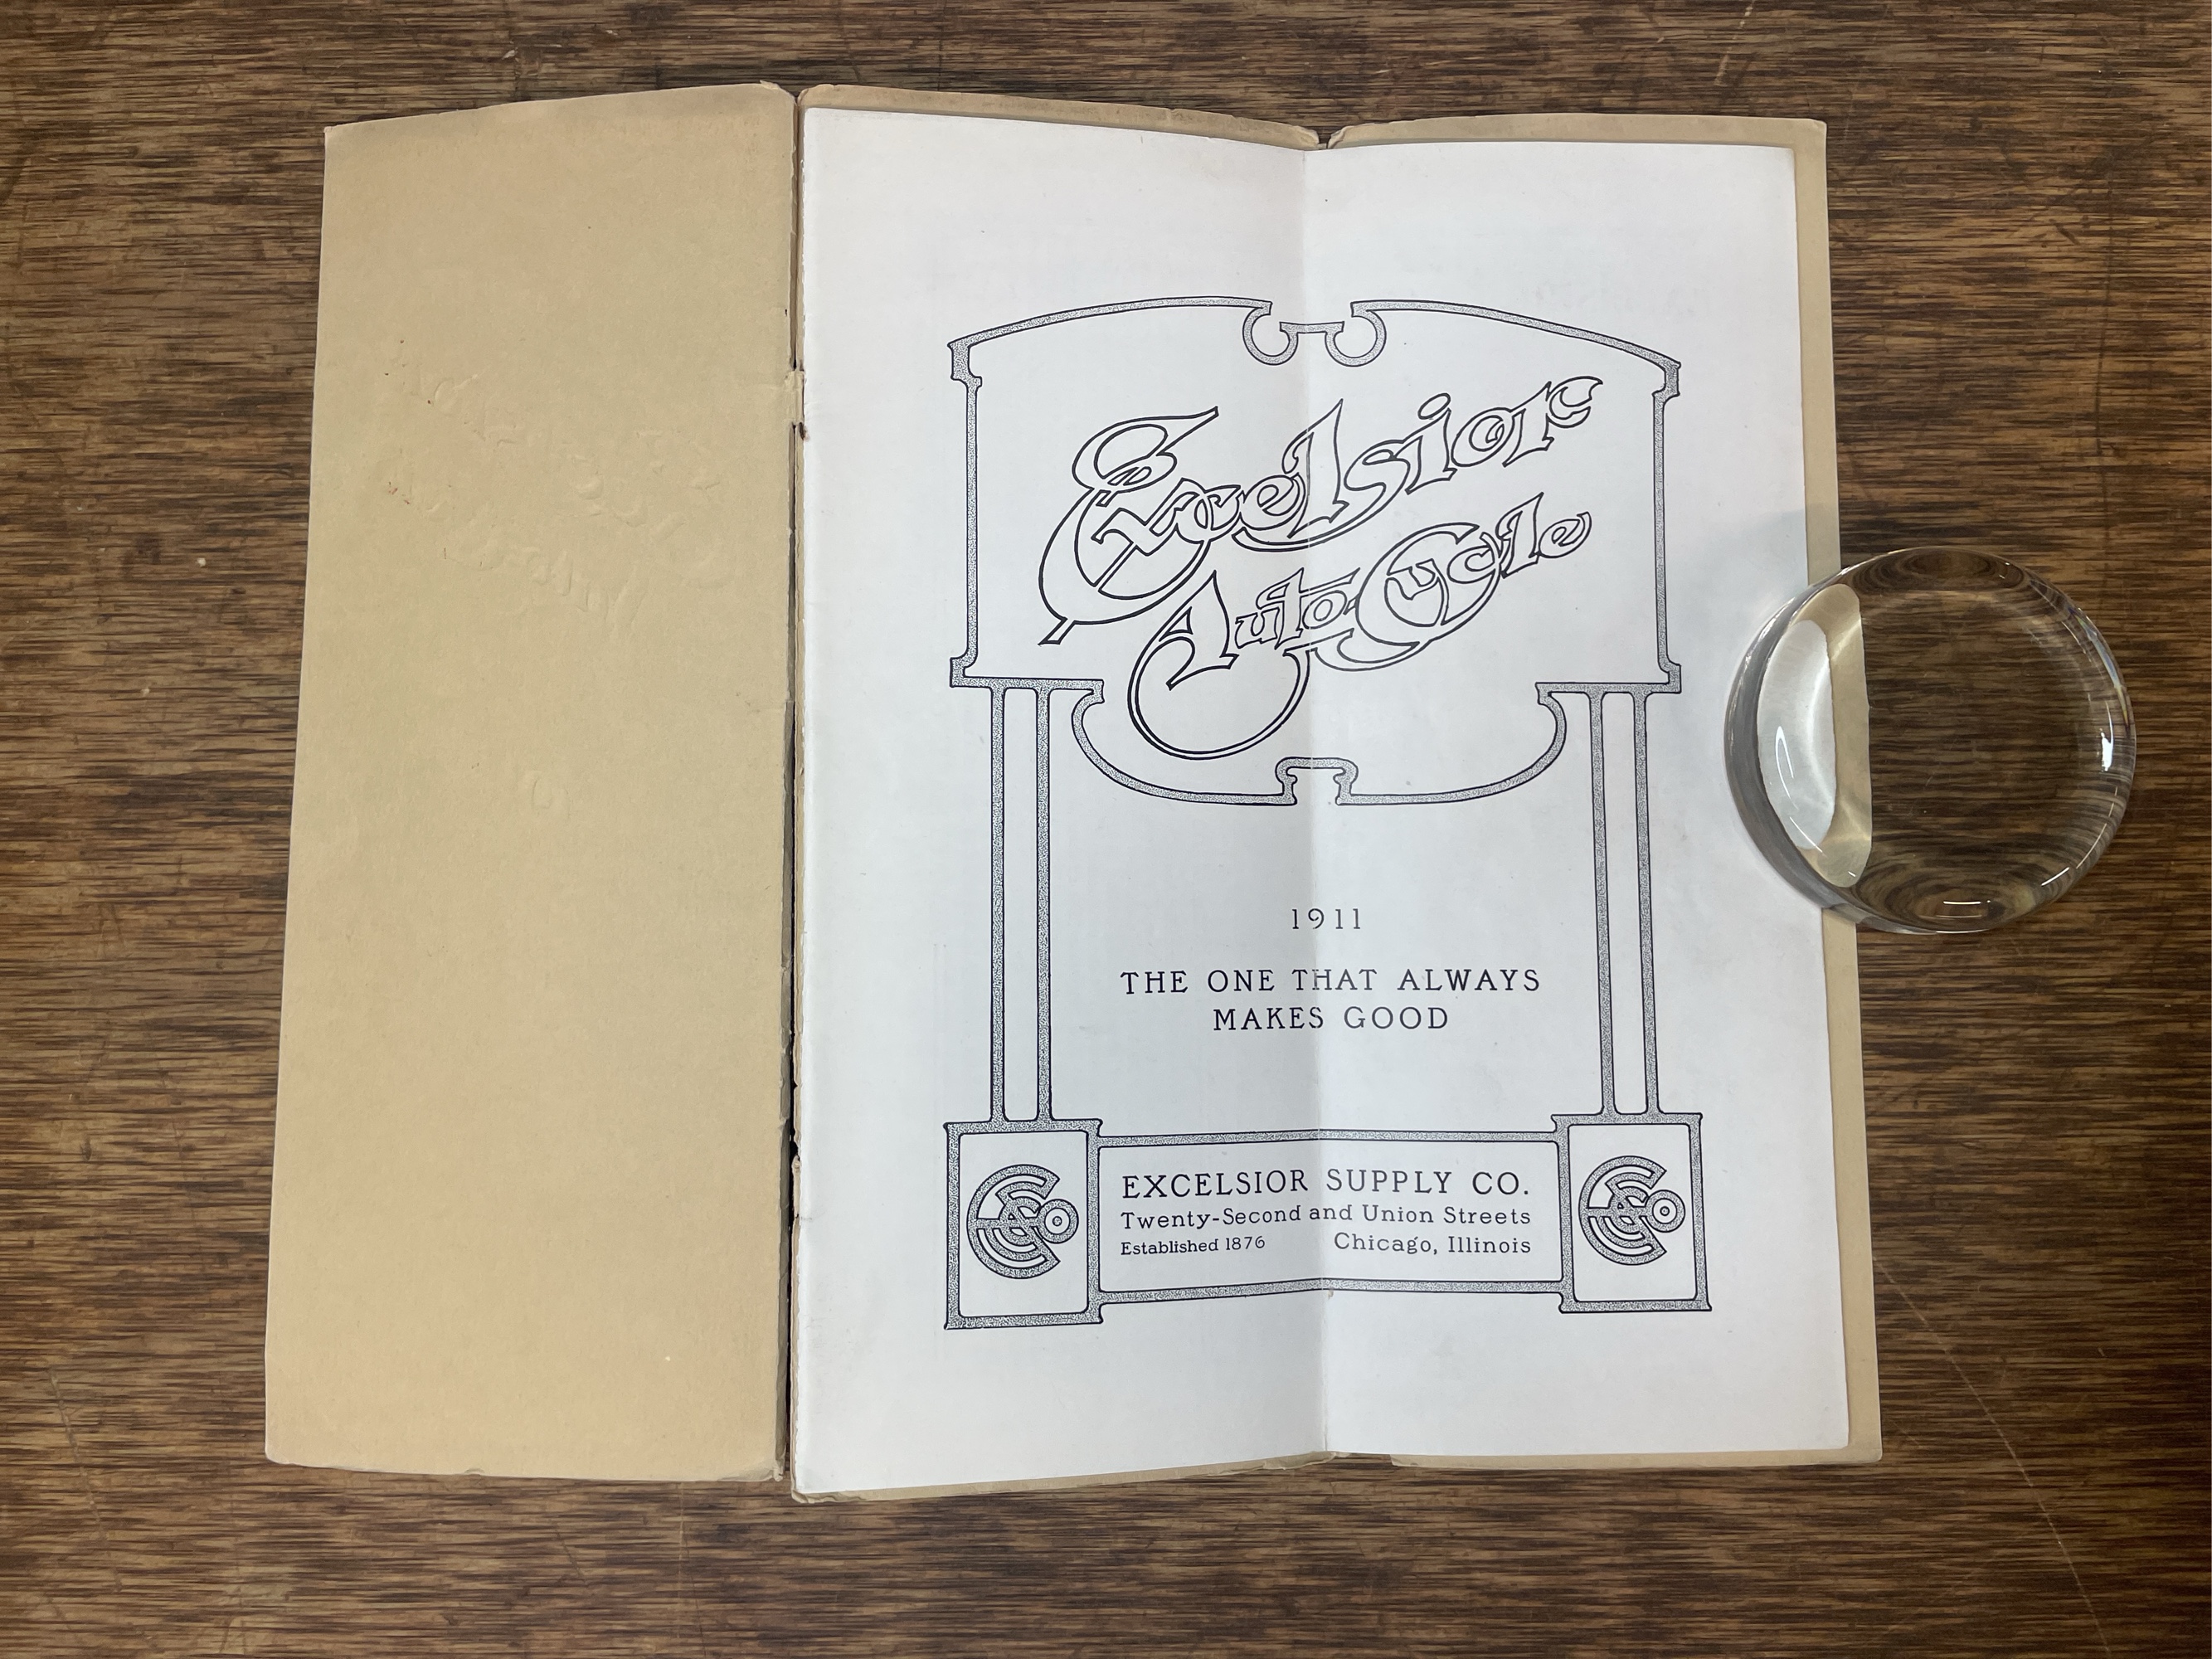 Excelsior
Auto-Cycle
1911
THE ONE THAT ALWAYS
MAKES GOOD
EXCELSIOR SUPPLY CO.
Twenty-Second and Union Streets
Established 1876 Chicago, Illinois